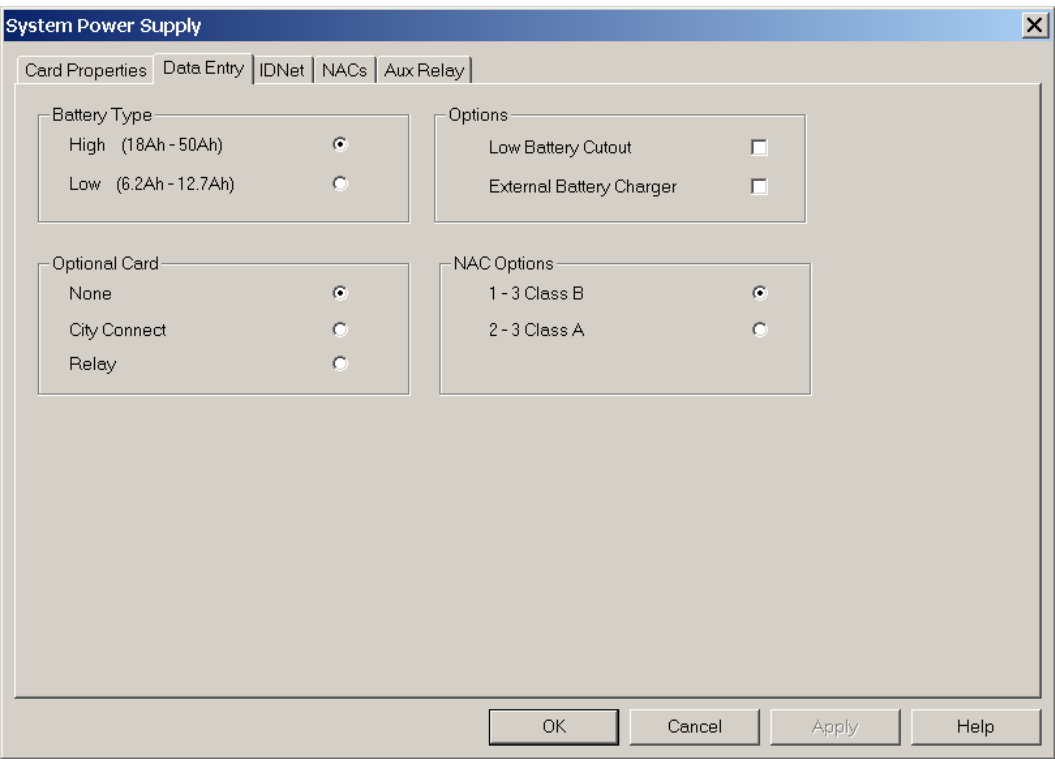 System Power Supply
Card Properties Data Entry IDNet NACs Aux Relay
Battery Type
High (18Ah - 50Ah)
Low (6.2Ah - 12.7Ah)
Options
Low Battery Cutout
External Battery Charger
Optional Card
None
City Connect
Relay
NAC Options
1 - 3 Class B
2 - 3 Class A
OK Cancel Apply Help